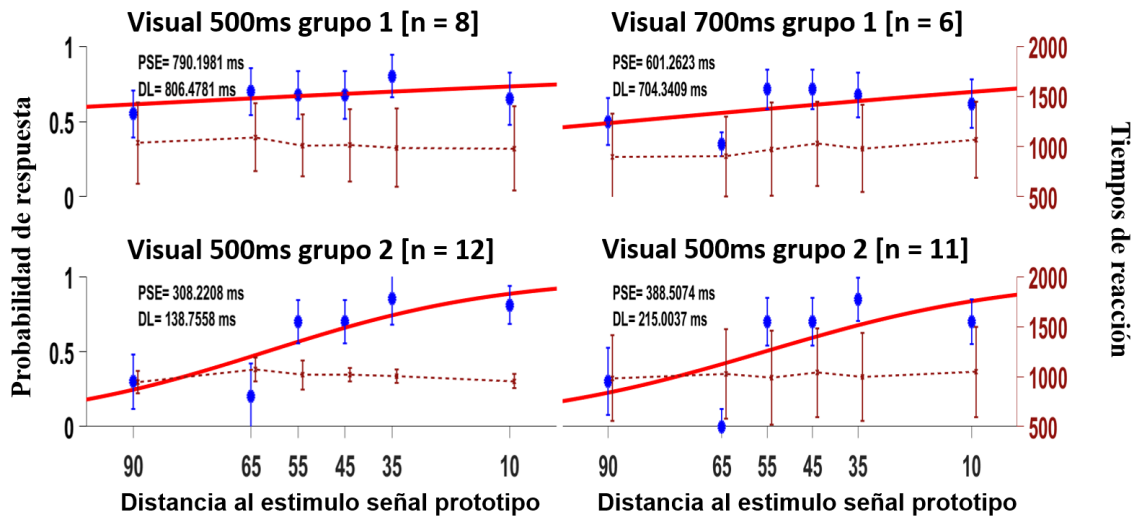 Visual 500ms grupo 1 [n = 8]
Visual 700ms grupo 1 [n = 6]
1
PSE= 790.1981 ms
DL= 806.4781 ms
0.5
0
PSE= 601.2623 ms
DL= 704.3409 ms
2000
1500
1000
500
Visual 500ms grupo 2 [n = 12]
Visual 500ms grupo 2 [n = 11]
1
PSE= 308.2208 ms
DL= 138.7558 ms
0.5
0
PSE= 388.5074 ms
DL= 215.0037 ms
2000
1500
1000
500
90 65 55 45 35 10
90 65 55 45 35 10
Distancia al estimulo señal prototipo
Distancia al estimulo señal prototipo
Probabilidad de respuesta
Tiempos de reacción